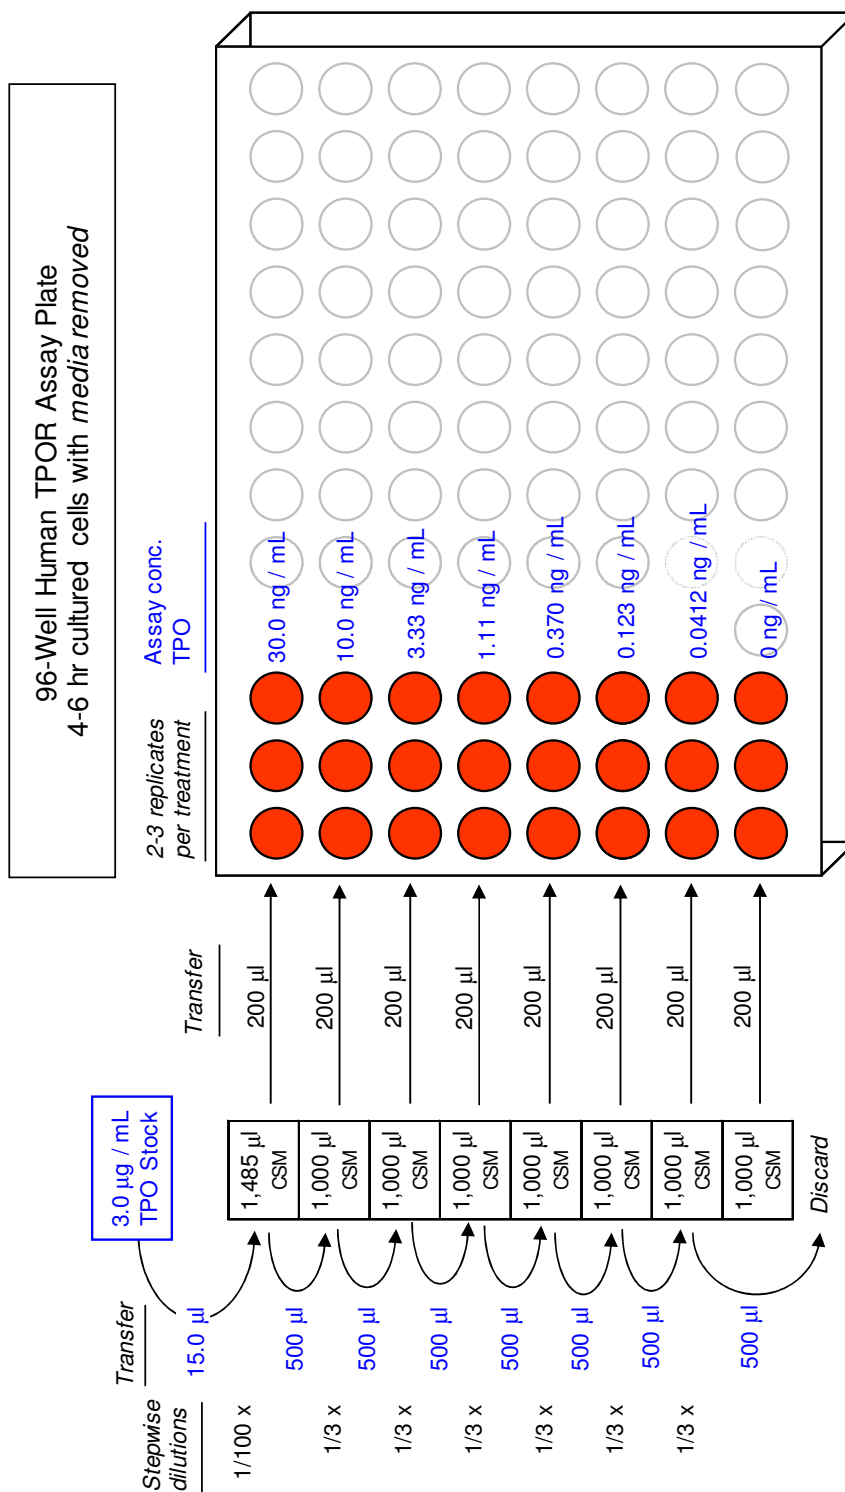 96-Well Human TPOR Assay Plate
4-6 hr cultured cells with media removed
Stepwise
dilutions
Transfer
3.0 µg / mL
TPO Stock
Transfer
2-3 replicates
per treatment
Assay conc.
TPO
1/100 x
15.0 µl
1,485 µl
CSM
200 µl
30.0 ng / mL
1/3 x
500 µl
1,000 µl
CSM
200 µl
10.0 ng / mL
1/3 x
500 µl
1,000 µl
CSM
200 µl
3.33 ng / mL
1/3 x
500 µl
1,000 µl
CSM
200 µl
1.11 ng / mL
1/3 x
500 µl
1,000 µl
CSM
200 µl
0.370 ng / mL
1/3 x
500 µl
1,000 µl
CSM
200 µl
0.123 ng / mL
1/3 x
500 µl
1,000 µl
CSM
200 µl
0.0412 ng / mL
500 µl
1,000 µl
CSM
200 µl
0 ng / mL
Discard